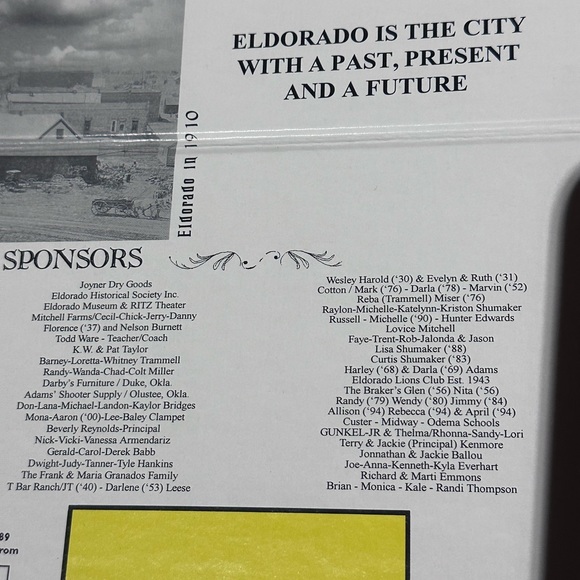 ELDORADO IS THE CITY
WITH A PAST, PRESENT
AND A FUTURE
Eldorado in 1910
SPONSORS
Joyner Dry Goods
Eldorado Historical Society Inc.
Eldorado Museum & RITZ Theater
Mitchell Farms/Cecil-Chick-Jerry-Danny
Florence ('37) and Nelson Burnett
Todd Ware - Teacher/Coach
K.W. & Pat Taylor
Barney-Loretta-Whitney Trammell
Randy-Wanda-Chad-Colt Miller
Darby's Furniture / Duke, Okla.
Adams' Shooter Supply / Olustee, Okla.
Don-Lana-Michael-Landon-Kaylor Bridges
Mona-Aaron ('00)-Lee-Baley Clampet
Beverly Reynolds-Principal
Nick-Vicki-Vanessa Armendariz
Gerald-Carol-Derek Babb
Dwight-Judy-Tanner-Tyle Hankins
The Frank & Maria Granados Family
T Bar Ranch/JT ('40) - Darlene ('53) Leese
Wesley Harold ('30) & Evelyn & Ruth ('31)
Cotton / Mark ('76) - Darla ('78) - Marvin ('52)
Reba (Trammell) Miser ('76)
Raylon-Michelle-Katelynn-Kriston Shumaker
Russell - Michelle ('90) - Hunter Edwards
Lovice Mitchell
Faye-Trent-Rob-Jalonda & Jason
Lisa Shumaker ('88)
Curtis Shumaker ('83)
Harley ('68) & Darla ('69) Adams
Eldorado Lions Club Est. 1943
The Braker's Glen ('56) Nita ('56)
Randy ('79) Wendy ('80) Jimmy ('84)
Allison ('94) Rebecca ('94) & April ('94)
Custer - Midway - Odema Schools
GUNKEL-JR & Thelma/Rhonna-Sandy-Lori
Terry & Jackie (Principal) Kenmore
Jonnathan & Jackie Ballou
Joe-Anna-Kenneth-Kyla Everhart
Richard & Marti Emmons
Brian - Monica - Kale - Randi Thompson
89
rom